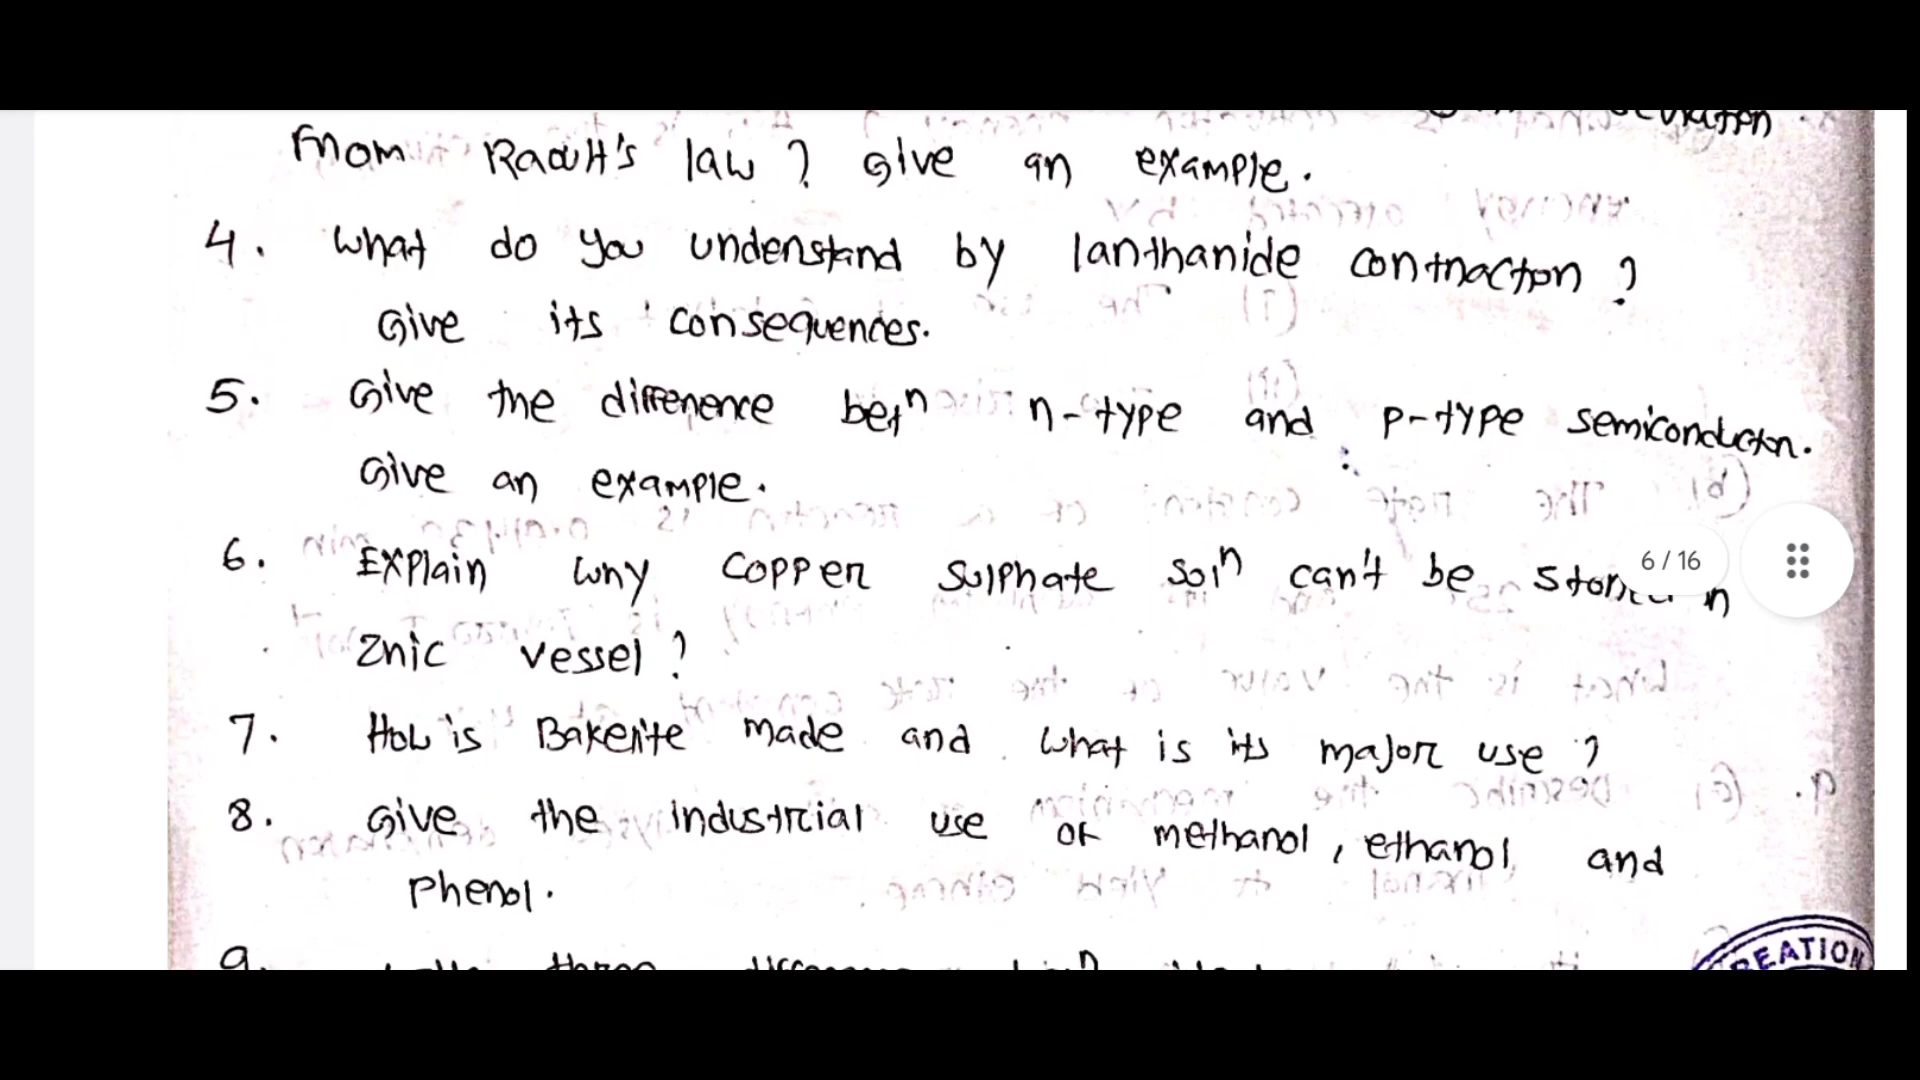 from Raoult's law ? Give an example.
4. What do you understand by lanthanide contraction ?
Give its consequences.
5. Give the difference betn n-type and p-type semiconductor.
Give an example.
6. Explain why copper sulphate soln can't be
6 / 16
Znic vessel ?
7. How is Bakelite made and what is its major use ?
8. Give the industrial use of methanol, ethanol and
phenol.
9.
REATION